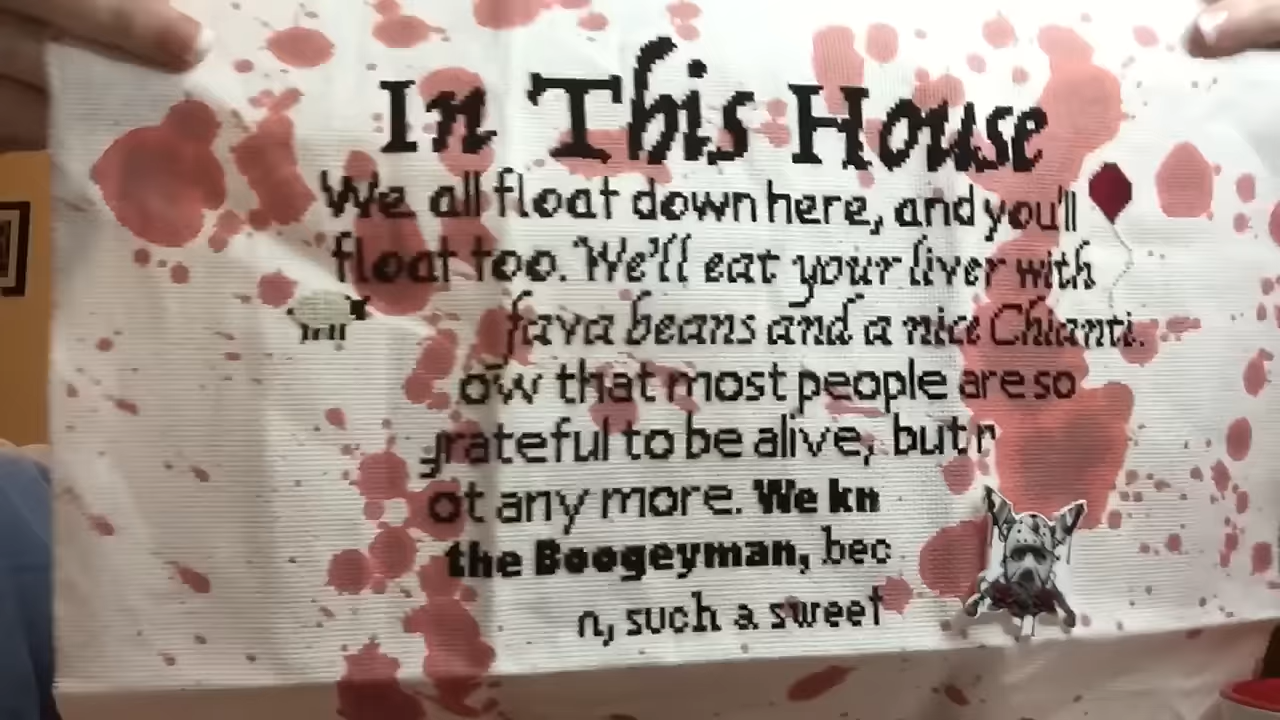 In This House
We all float down here, and you'll
float too. We'll eat your liver with
fava beans and a nice Chianti.
ow that most people are so
grateful to be alive, but n
ot any more. We kn
the Boogeyman, bec
n, such a sweet